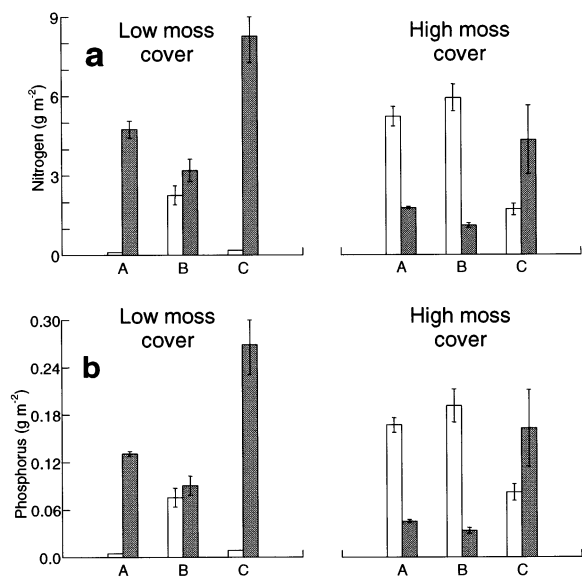 a
Low moss
cover
High moss
cover
Nitrogen (g m⁻²)
9
6
3
0
A B C
A B C
b
Low moss
cover
High moss
cover
Phosphorus (g m⁻²)
0.30
0.24
0.18
0.12
0.06
0.0
A B C
A B C